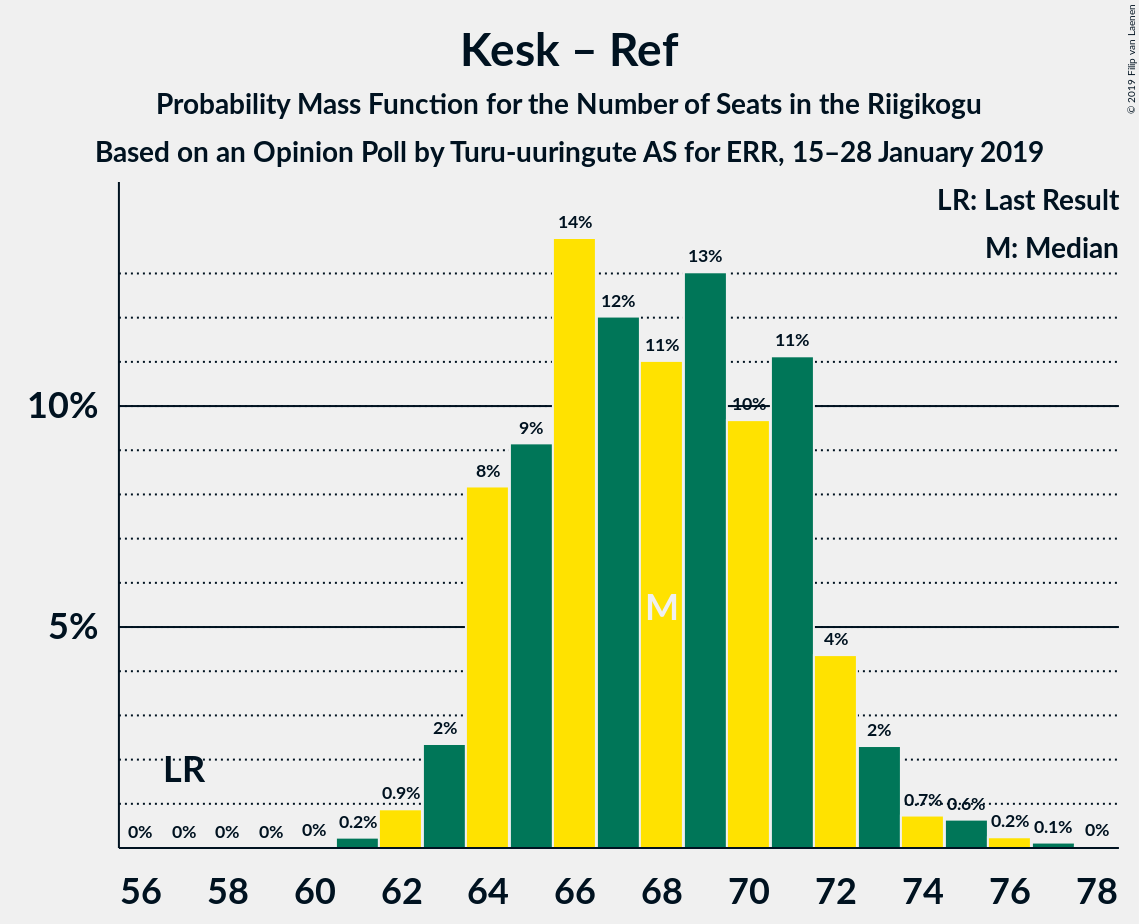 Kesk – Ref
Probability Mass Function for the Number of Seats in the Riigikogu
Based on an Opinion Poll by Turu-uuringute AS for ERR, 15–28 January 2019
© 2019 Filip van Laenen
LR: Last Result
M: Median
14%
13%
12%
11%
11%
10%
10%
9%
8%
5%
M
4%
2%
2%
LR
0.9%
0.7%
0.6%
0% 0% 0% 0% 0% 0.2%
0.2% 0.1% 0%
56 58 60 62 64 66 68 70 72 74 76 78